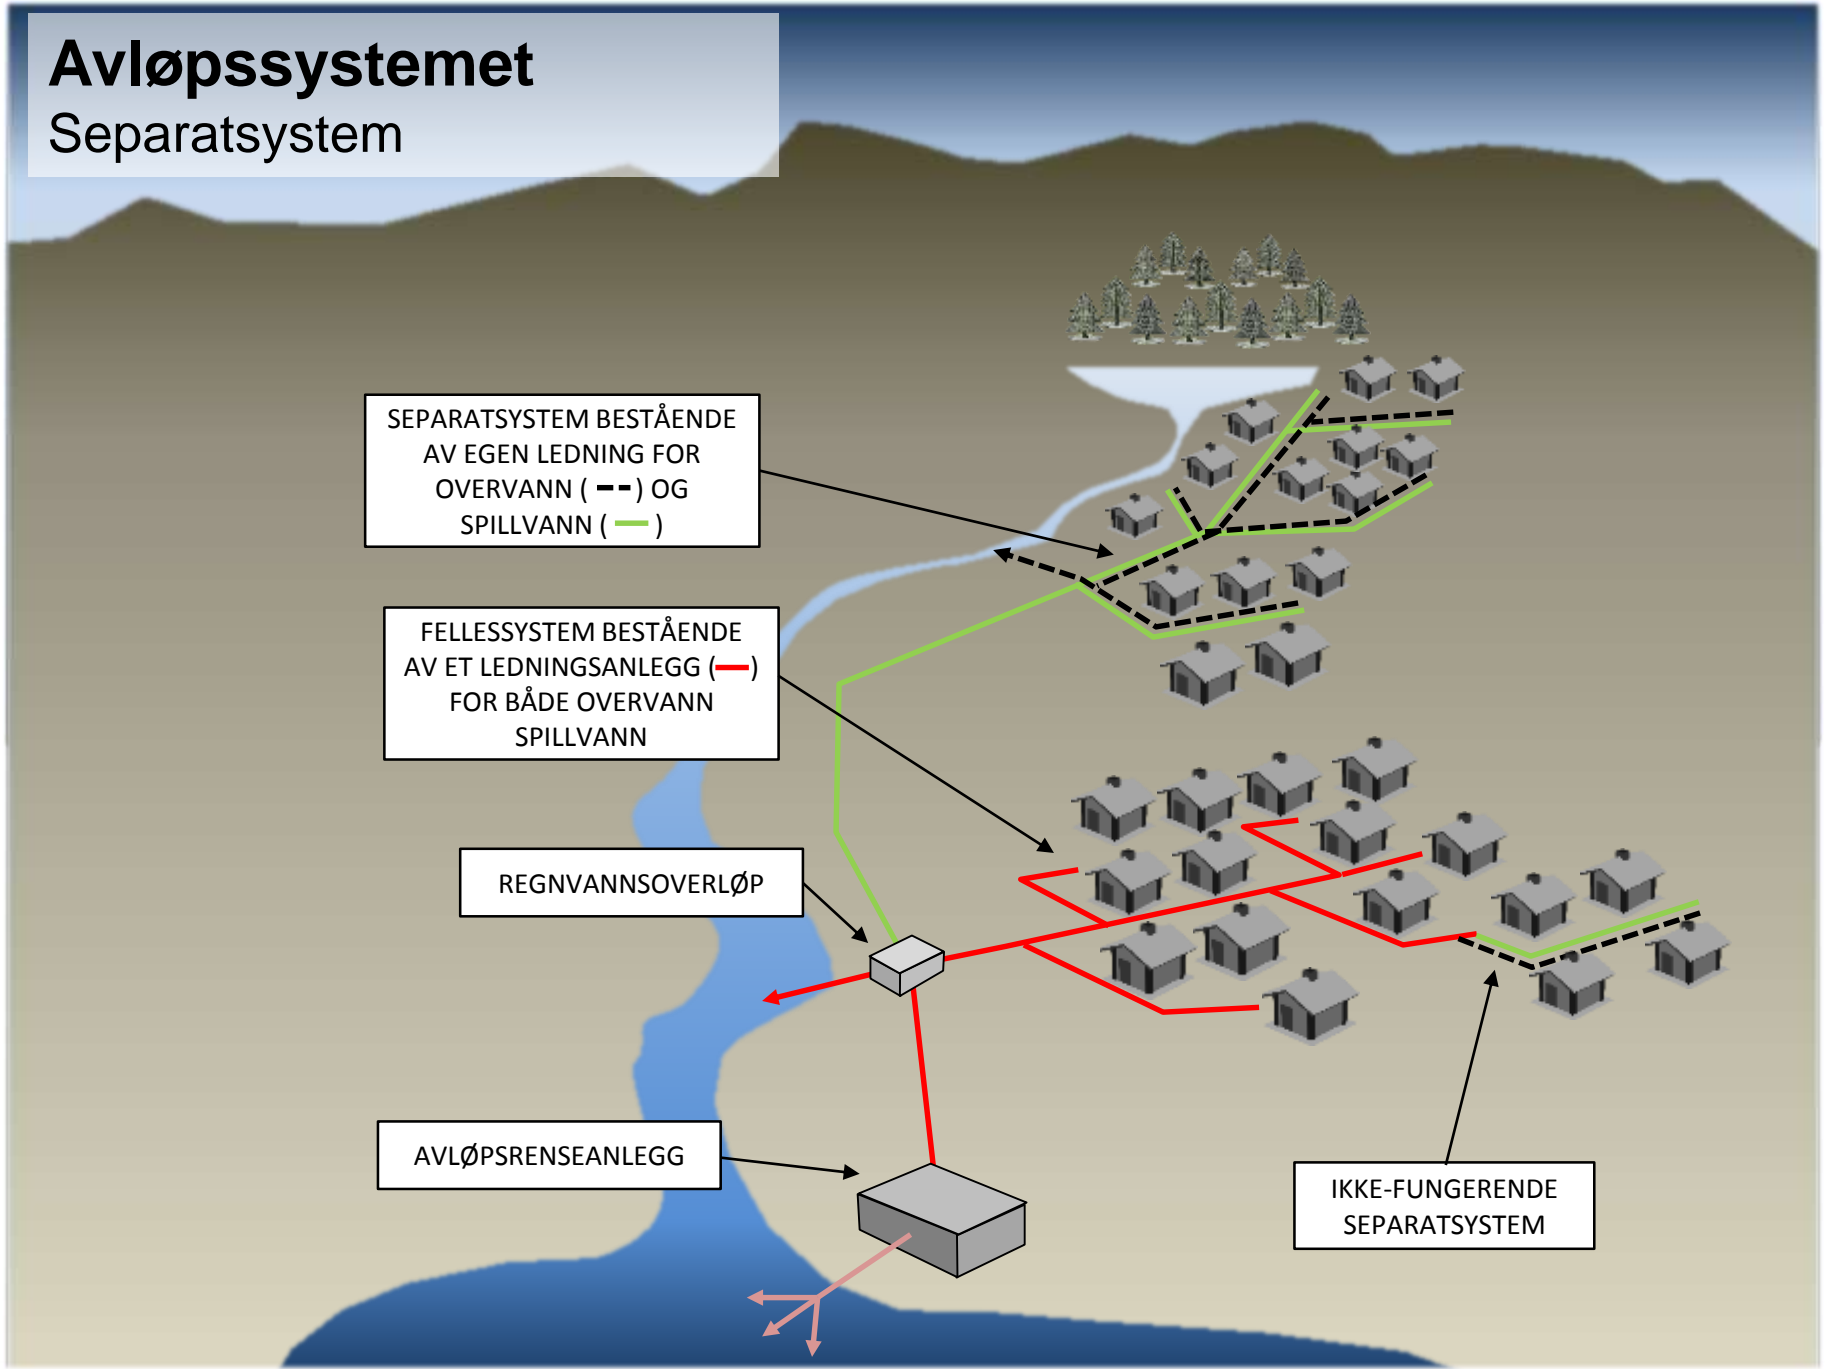 Avløpssystemet
Separatsystem
SEPARATSYSTEM BESTÅENDE
AV EGEN LEDNING FOR
OVERVANN ( --- ) OG
SPILLVANN ( — )
FELLESSYSTEM BESTÅENDE
AV ET LEDNINGSANLEGG (—)
FOR BÅDE OVERVANN
SPILLVANN
REGNVANNSOVERLØP
AVLØPSRENSEANLEGG
IKKE-FUNGERENDE
SEPARATSYSTEM